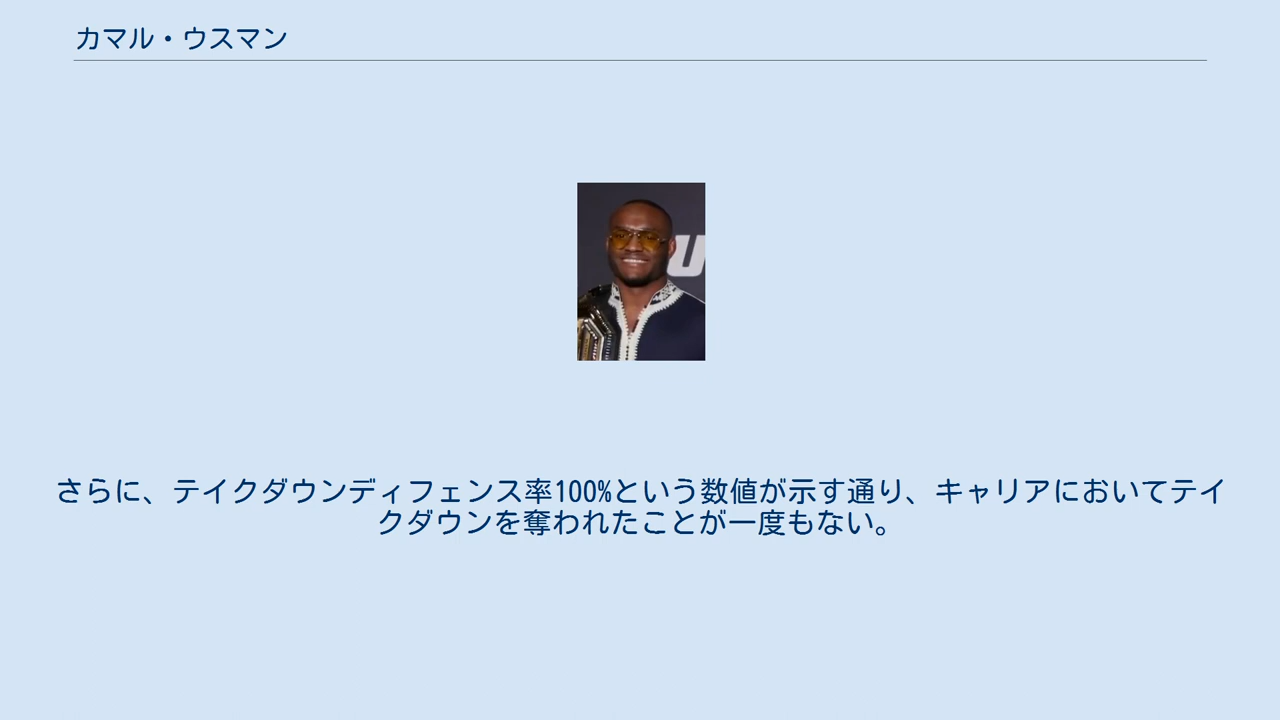 カマル・ウスマン
U
さらに、テイクダウンディフェンス率100%という数値が示す通り、キャリアにおいてテイ
クダウンを奪われたことが一度もない。